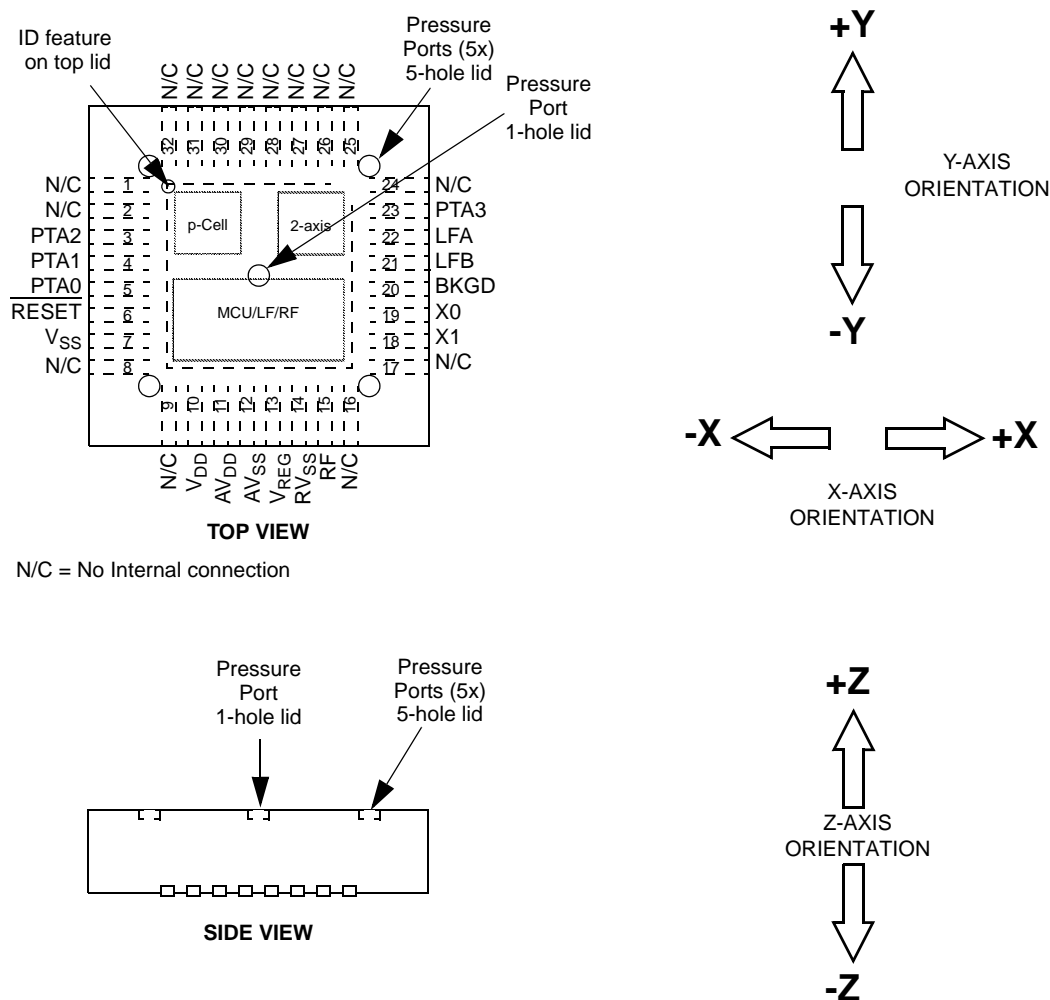 ID feature
on top lid
Pressure
Ports (5x)
5-hole lid
Pressure
Port
1-hole lid
N/C
N/C
N/C
N/C
N/C
N/C
N/C
N/C
32
31
30
29
28
27
26
25
N/C 1
N/C 2
PTA2 3
PTA1 4
PTA0 5
RESET 6
VSS 7
N/C 8
24 N/C
23 PTA3
22 LFA
21 LFB
20 BKGD
19 X0
18 X1
17 N/C
p-Cell
2-axis
MCU/LF/RF
9
10
11
12
13
14
15
16
N/C
VDD
AVDD
AVSS
VREG
RVSS
RF
N/C
TOP VIEW
N/C = No Internal connection
+Y
Y-AXIS
ORIENTATION
-Y
-X
+X
X-AXIS
ORIENTATION
Pressure
Port
1-hole lid
Pressure
Ports (5x)
5-hole lid
SIDE VIEW
+Z
Z-AXIS
ORIENTATION
-Z